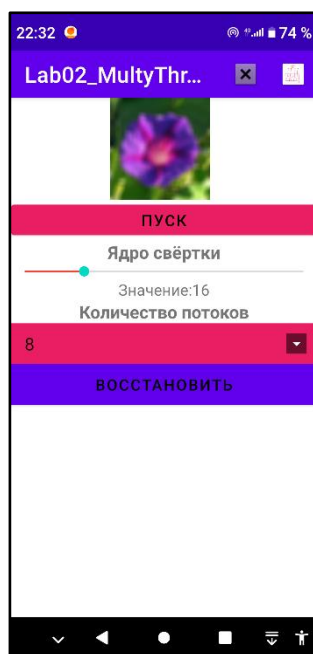 22:32 74 %
Lab02_MultyThr...
ПУСК
Ядро свёртки
Значение:16
Количество потоков
8
ВОССТАНОВИТЬ